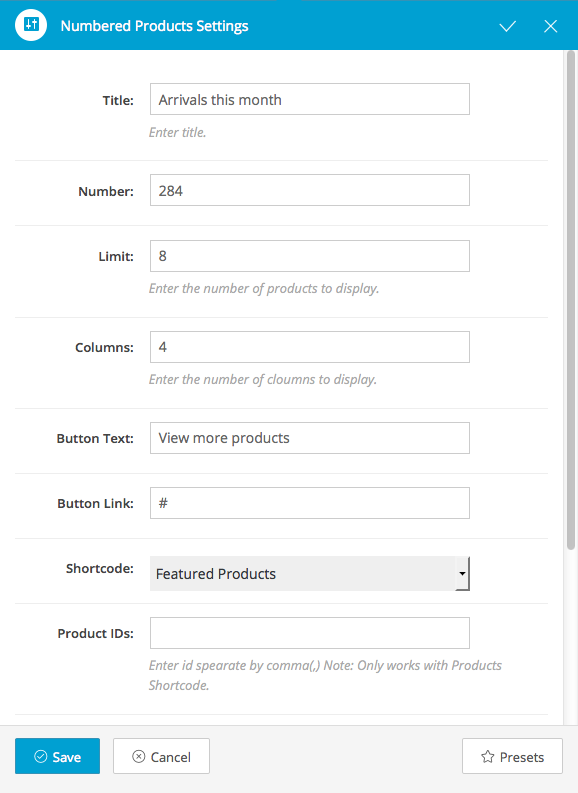 Numbered Products Settings
Title: Arrivals this month
Enter title.
Number: 284
Limit: 8
Enter the number of products to display.
Columns: 4
Enter the number of cloumns to display.
Button Text: View more products
Button Link: #
Shortcode: Featured Products
Product IDs:
Enter id spearate by comma(,) Note: Only works with Products
Shortcode.
Save Cancel Presets